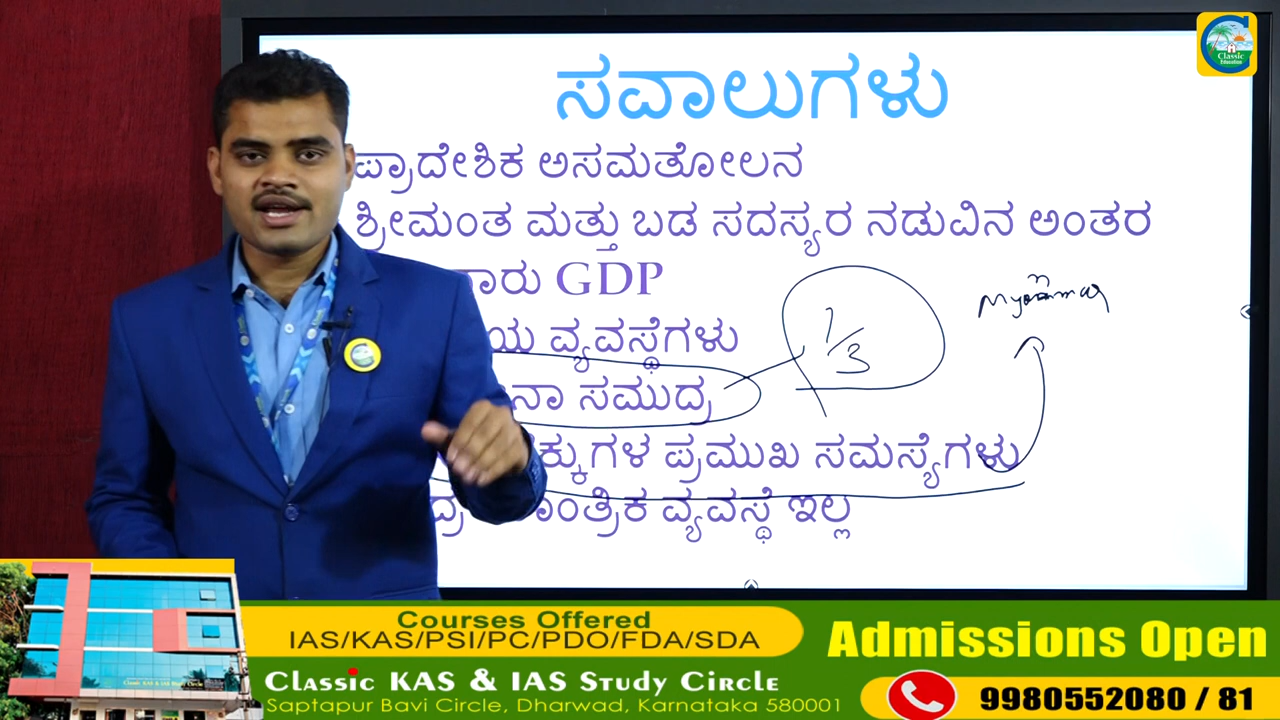 Classic
Education
ಸವಾಲುಗಳು
ಪ್ರಾದೇಶಿಕ ಅಸಮತೋಲನ
ಶ್ರೀಮಂತ ಮತ್ತು ಬಡ ಸದಸ್ಯರ ನಡುವಿನ ಅಂತರ
GDP
ವ್ಯವಸ್ಥೆಗಳು
1/3
Myanmar
ಸಮುದ್ರ
ಪ್ರಮುಖ ಸಮಸ್ಯೆಗಳು
ವ್ಯವಸ್ಥೆ ಇಲ್ಲ
Courses Offered
IAS/KAS/PSI/PC/PDO/FDA/SDA
Admissions Open
Classic KAS & IAS Study Circle
Saptapur Bavi Circle, Dharwad, Karnataka 580001
9980552080 / 81